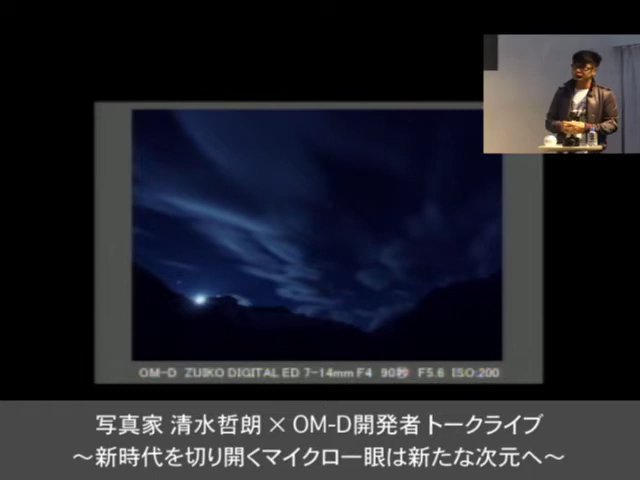 OM-D ZUIKO DIGITAL ED 7-14mm F4 90秒 F5.6 ISO:200
写真家 清水哲朗 × OM-D開発者 トークライブ
～新時代を切り開くマイクロ一眼は新たな次元へ～